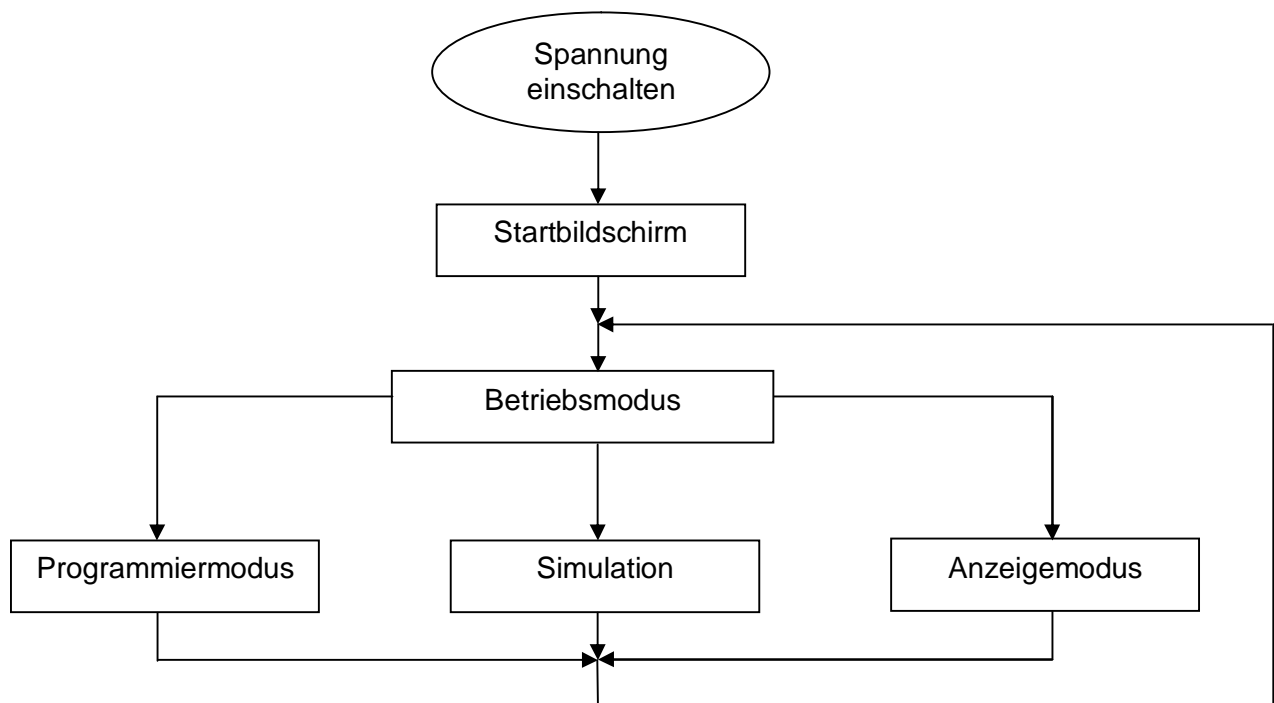 Spannung
einschalten
Startbildschirm
Betriebsmodus
Programmiermodus
Simulation
Anzeigemodus